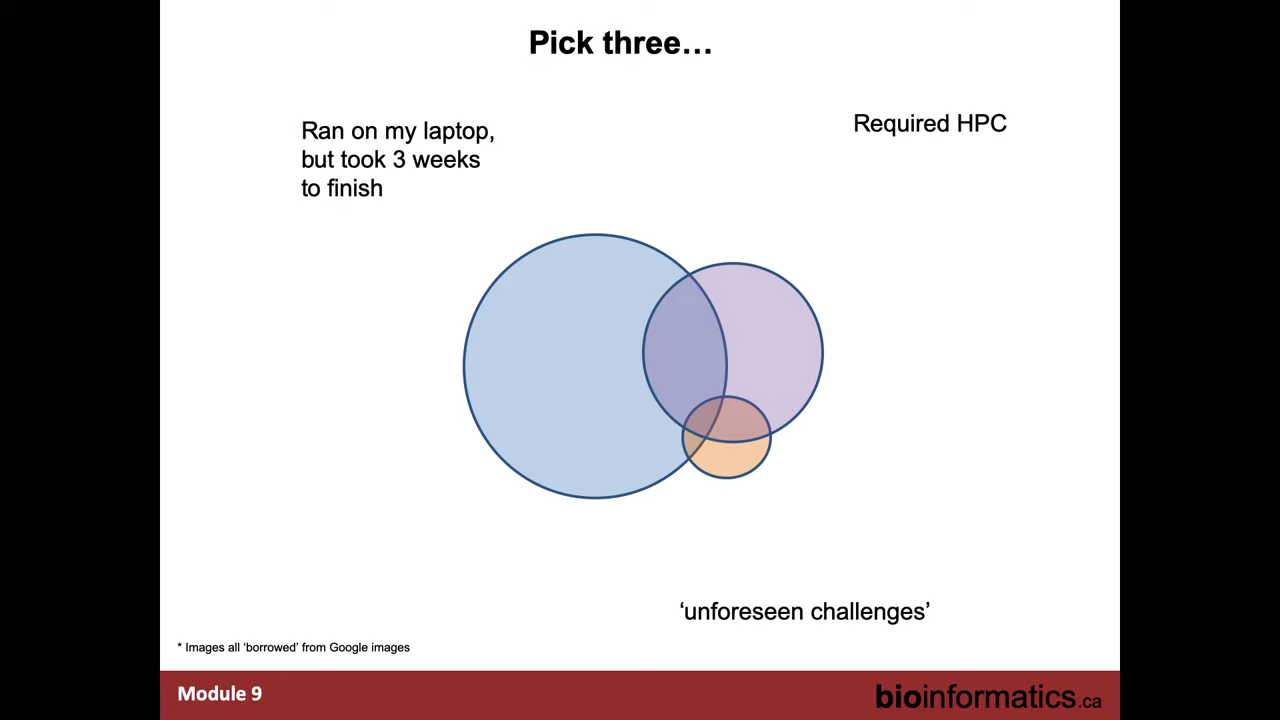 Pick three…
Ran on my laptop,
but took 3 weeks
to finish
Required HPC
‘unforeseen challenges’
* Images all ‘borrowed’ from Google images
Module 9
bioinformatics.ca